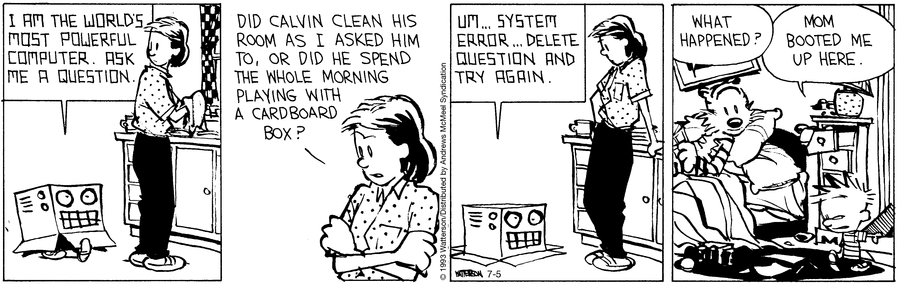 I AM THE WORLD'S
MOST POWERFUL
COMPUTER. ASK
ME A QUESTION.
DID CALVIN CLEAN HIS
ROOM AS I ASKED HIM
TO, OR DID HE SPEND
THE WHOLE MORNING
PLAYING WITH
A CARDBOARD
BOX?
© 1993 Watterson/Distributed by Andrews McMeel Syndication
UM... SYSTEM
ERROR... DELETE
QUESTION AND
TRY AGAIN.
WATTERSON 7-5
WHAT
HAPPENED?
MOM
BOOTED ME
UP HERE.